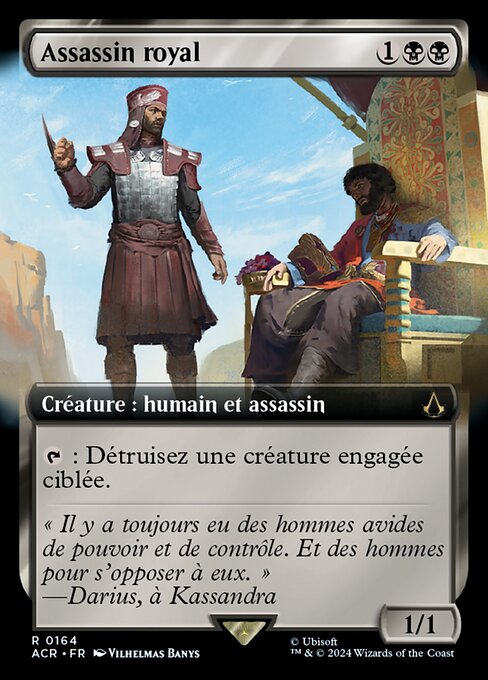 Assassin royal 1
Créature : humain et assassin
: Détruisez une créature engagée
ciblée.
« Il y a toujours eu des hommes avides
de pouvoir et de contrôle. Et des hommes
pour s'opposer à eux. »
—Darius, à Kassandra
1/1
R 0164
ACR • FR Vilhelmas Banys
© Ubisoft
™ & © 2024 Wizards of the Coast